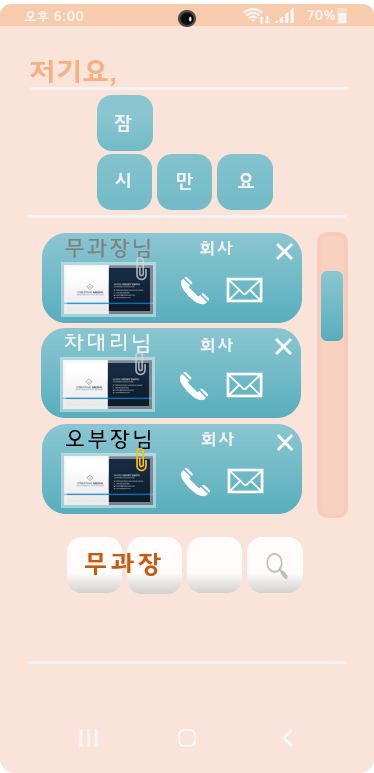 오후 6:00 70%
저기요,
잠
시 만 요
무과장님 회사
차대리님 회사
오부장님 회사
무과장